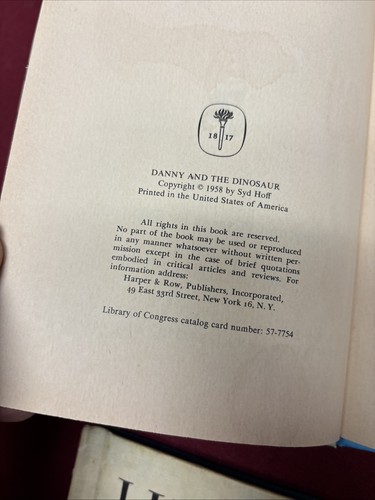 18 17
DANNY AND THE DINOSAUR
Copyright © 1958 by Syd Hoff
Printed in the United States of America
All rights in this book are reserved.
No part of the book may be used or reproduced
in any manner whatsoever without written per-
mission except in the case of brief quotations
embodied in critical articles and reviews. For
information address:
Harper & Row, Publishers, Incorporated,
49 East 33rd Street, New York 16, N. Y.
Library of Congress catalog card number: 57-7754